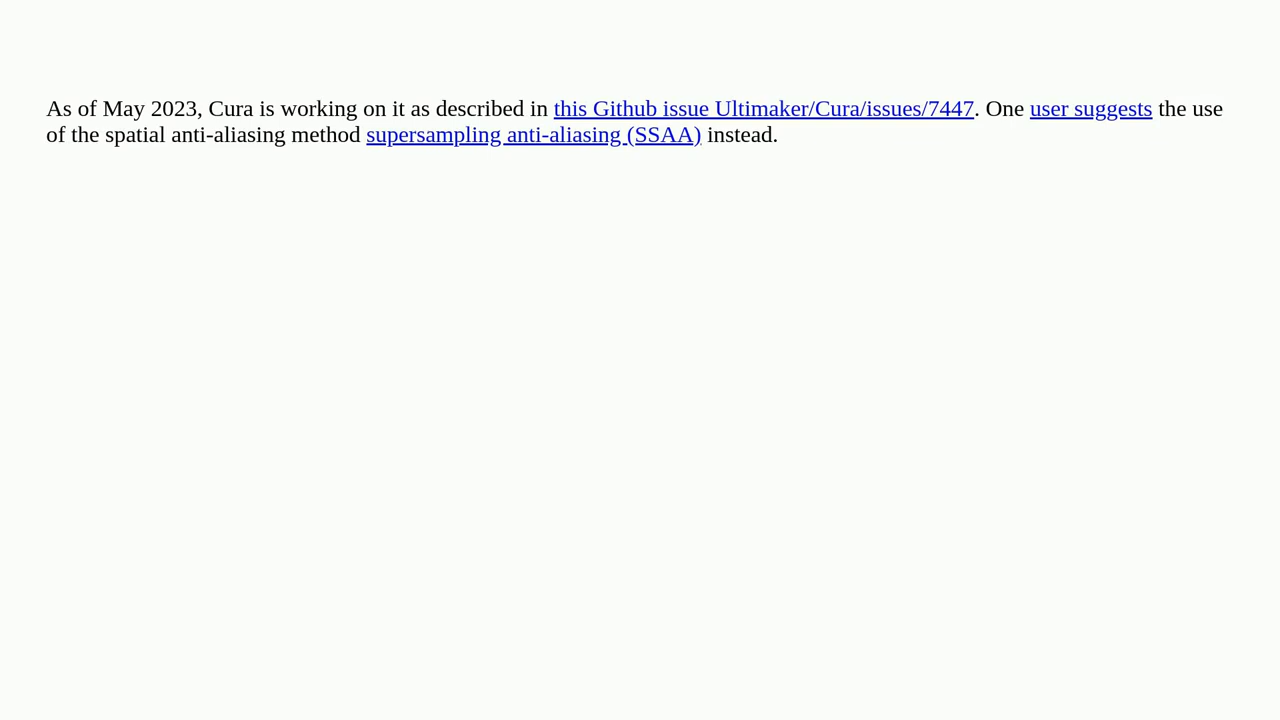 As of May 2023, Cura is working on it as described in this Github issue Ultimaker/Cura/issues/7447. One user suggests the use
of the spatial anti-aliasing method supersampling anti-aliasing (SSAA) instead.